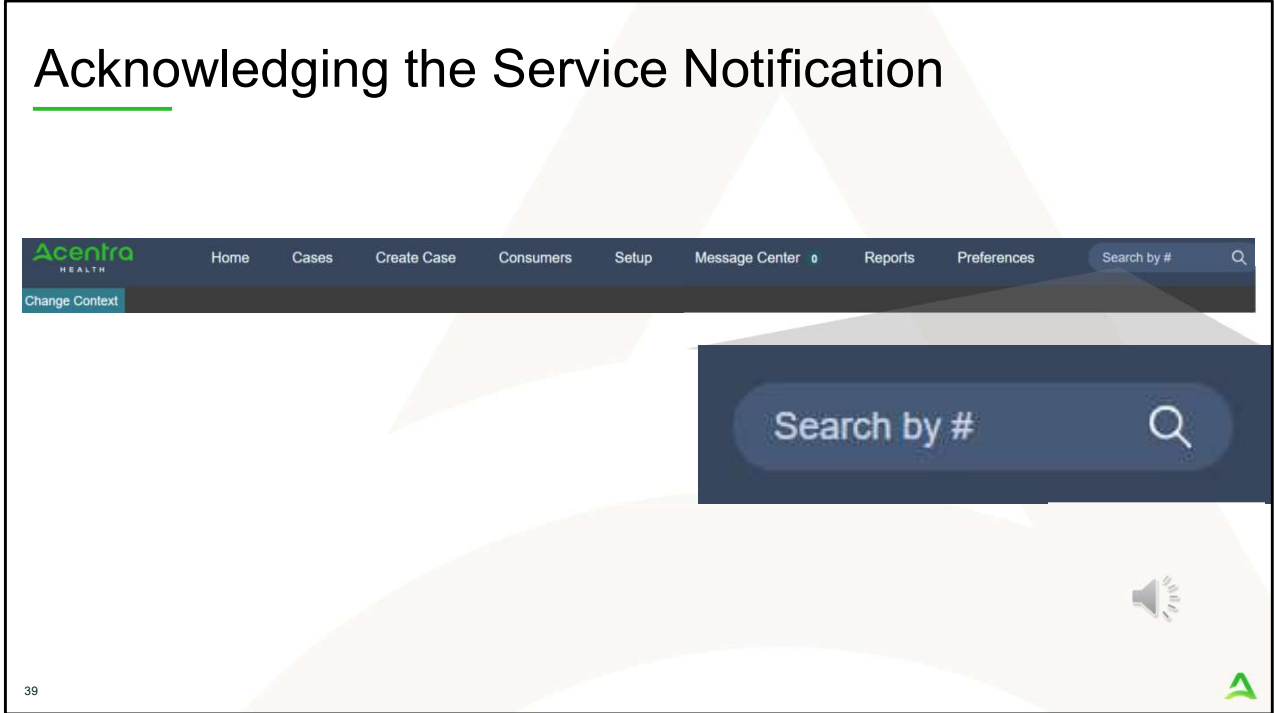 Acknowledging the Service Notification
Acentra Home Cases Create Case Consumers Setup Message Center 0 Reports Preferences Search by #
HEALTH
Change Context
Search by #
39